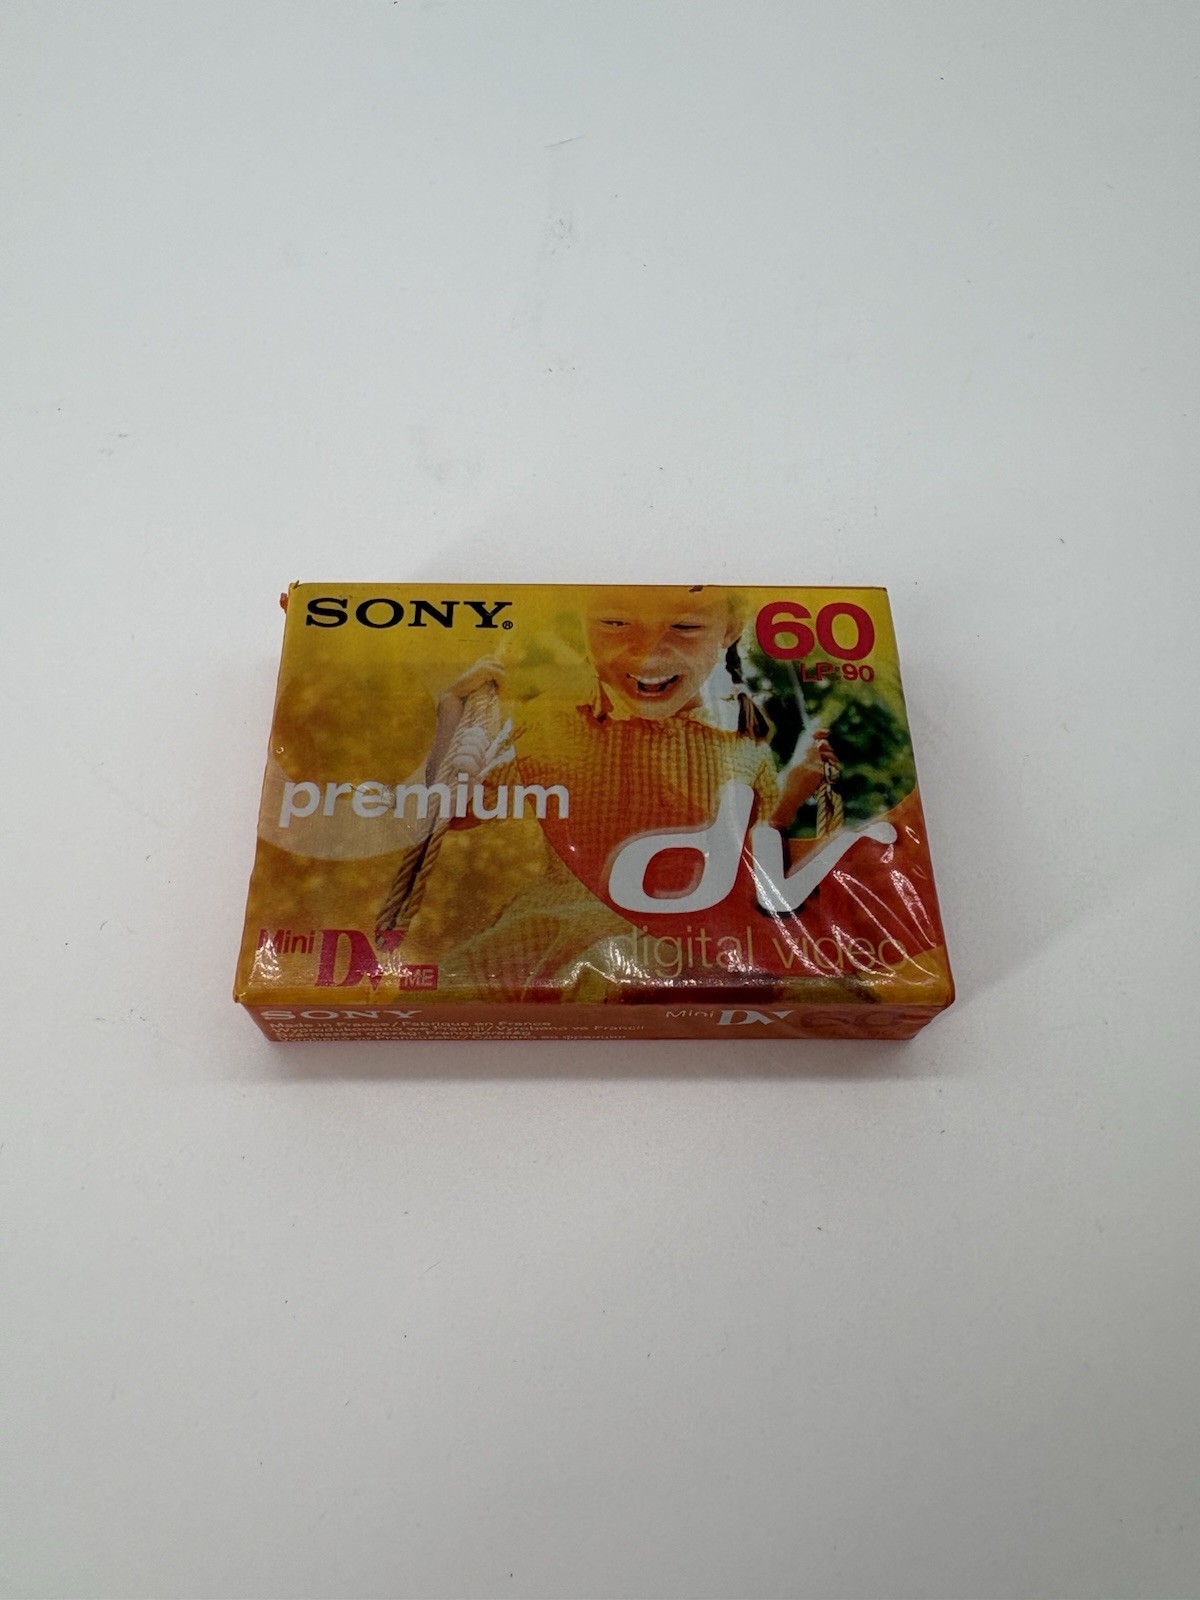 SONY®
60
LP:90
premium
dv
digital video
Mini DV ME
SONY
Mini DV 60
Made in France / Fabriqué en France